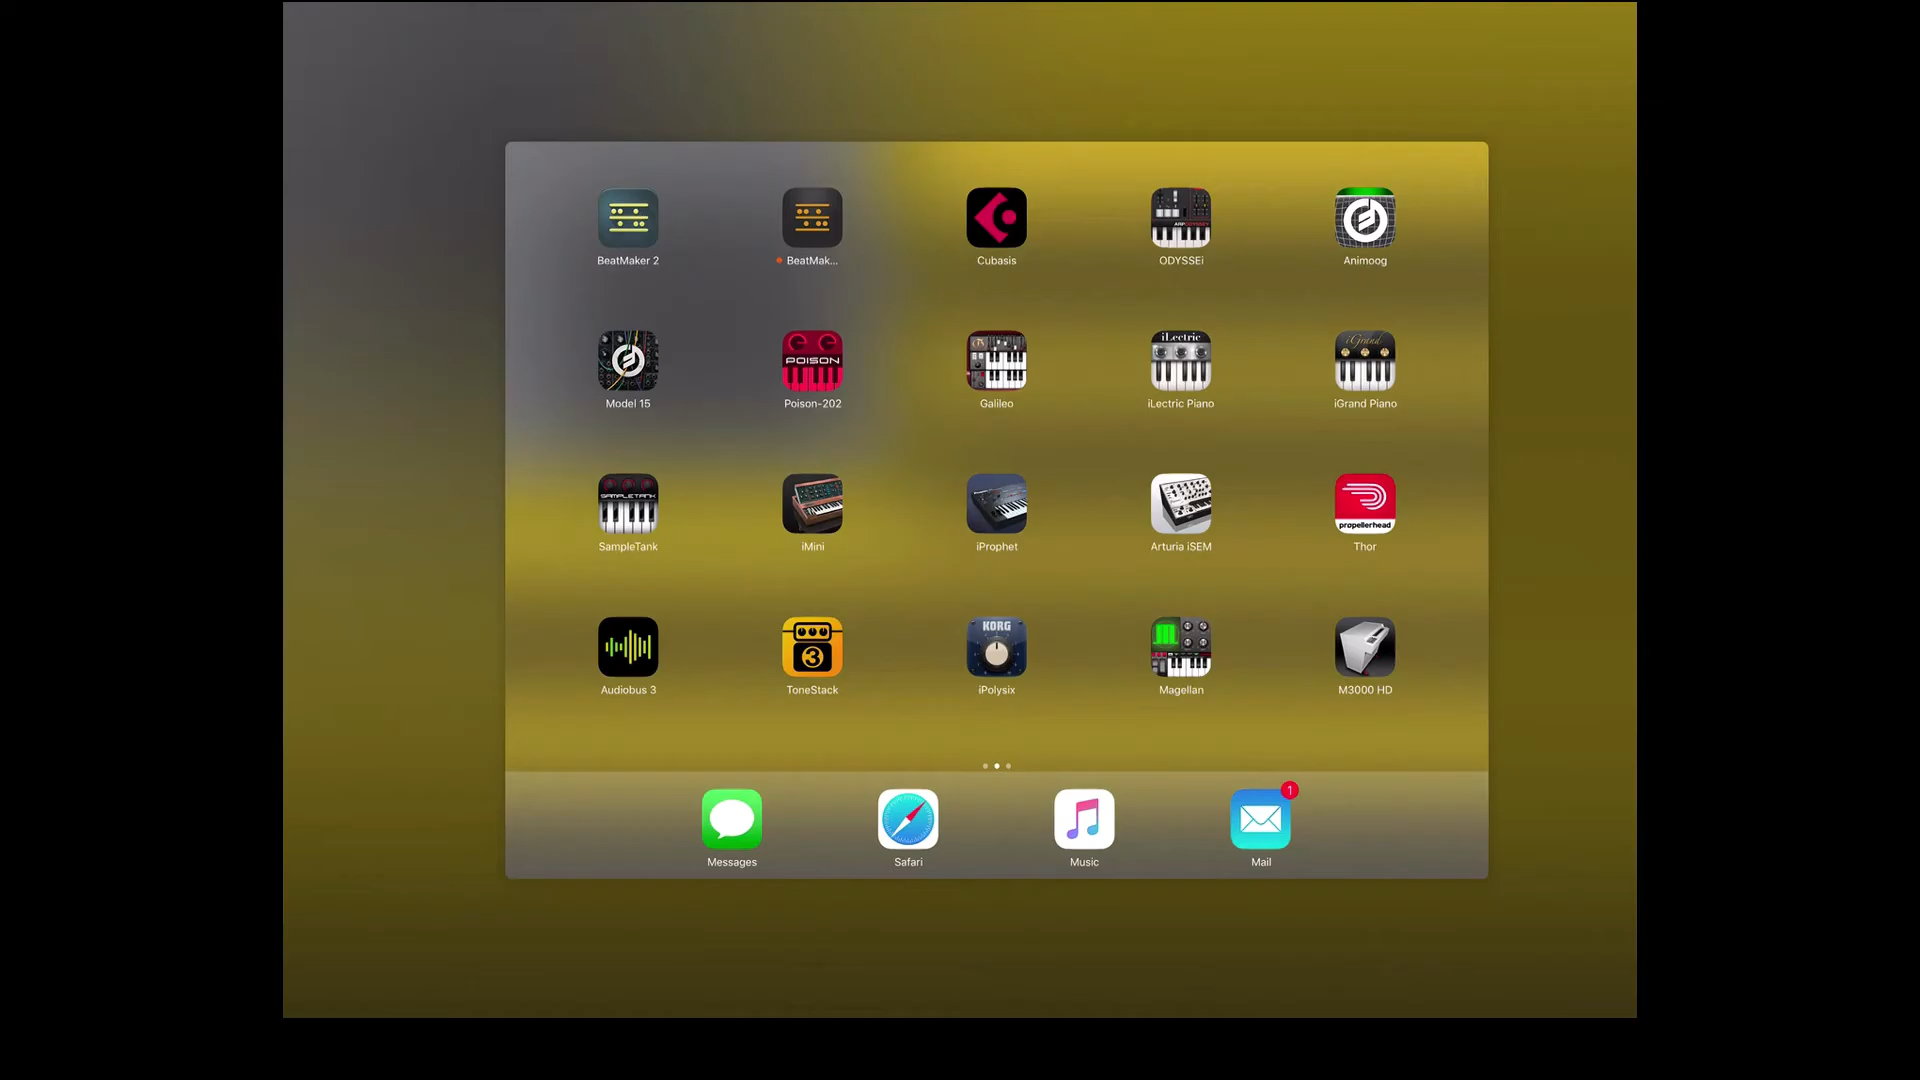 BeatMaker 2
BeatMak...
Cubasis
ODYSSEi
Animoog
POISON
iLectric
iGrand
Model 15
Poison-202
Galileo
iLectric Piano
iGrand Piano
SAMPLETANK
propellerhead
SampleTank
iMini
iProphet
Arturia iSEM
Thor
3
KORG
Audiobus 3
ToneStack
iPolysix
Magellan
M3000 HD
1
Messages
Safari
Music
Mail